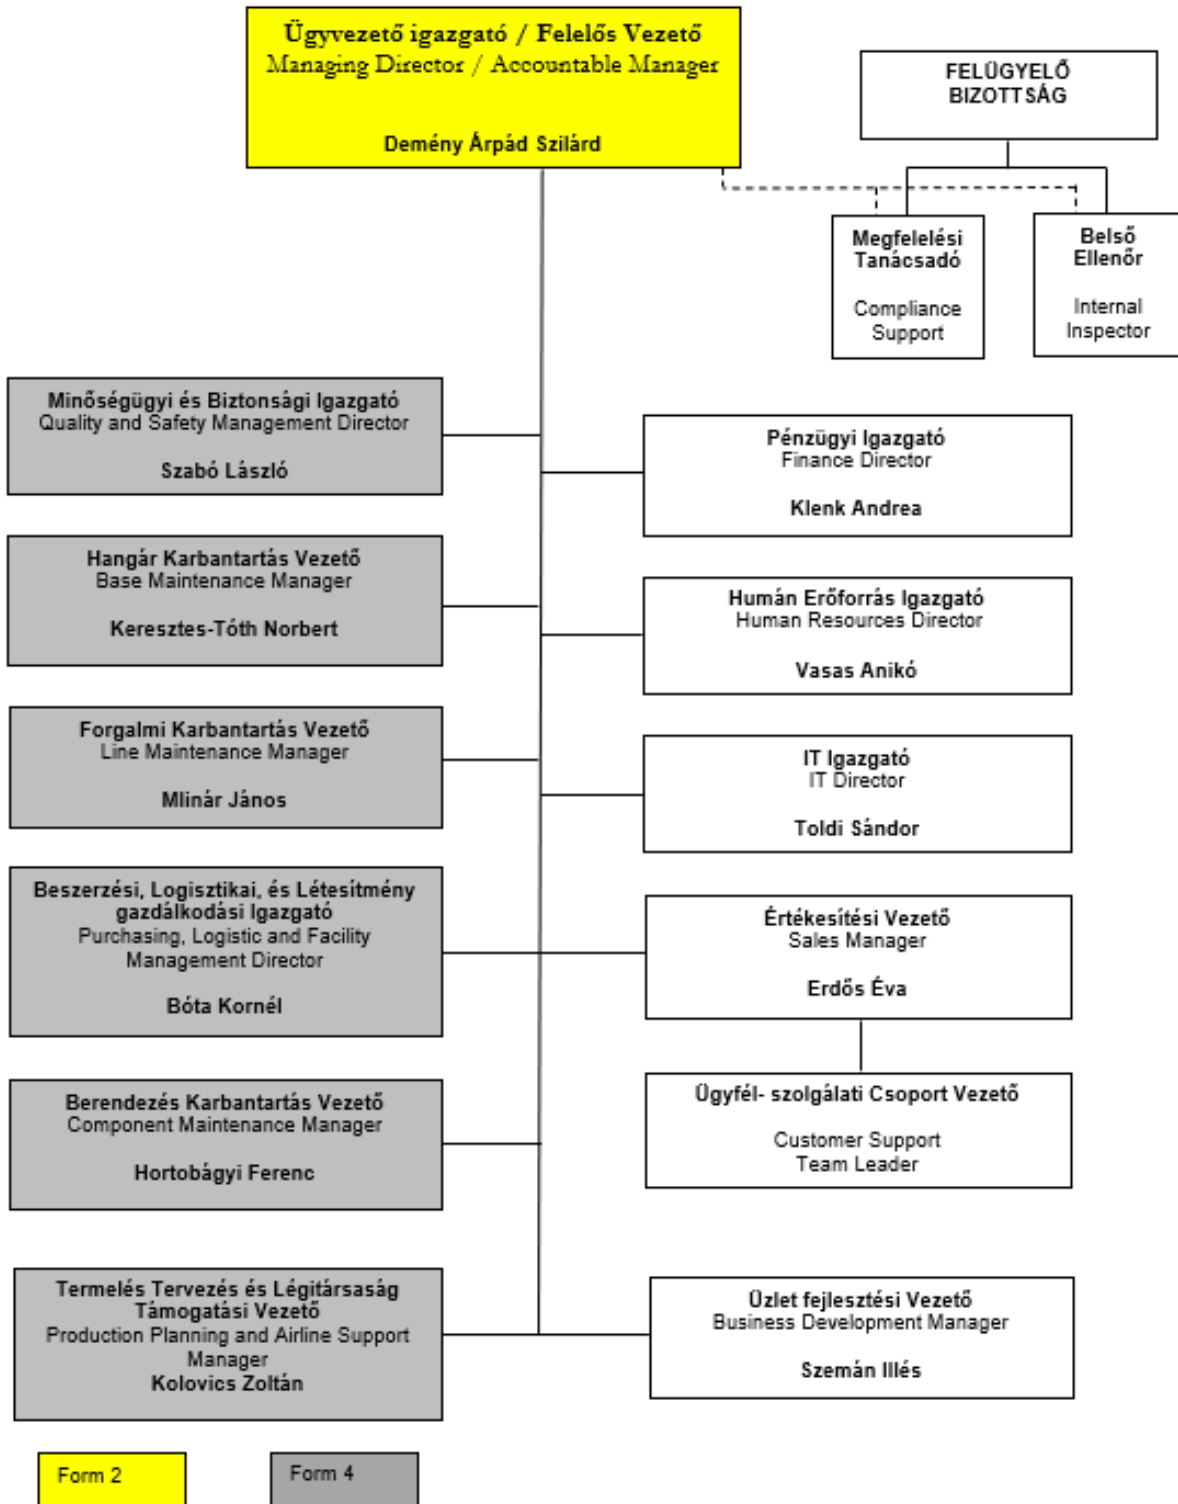 Ügyvezető igazgató / Felelős Vezető
Managing Director / Accountable Manager
Demény Árpád Szilárd
FELÜGYELŐ
BIZOTTSÁG
Megfelelési
Tanácsadó
Compliance
Support
Belső
Ellenőr
Internal
Inspector
Minőségügyi és Biztonsági Igazgató
Quality and Safety Management Director
Szabó László
Pénzügyi Igazgató
Finance Director
Klenk Andrea
Hangár Karbantartás Vezető
Base Maintenance Manager
Keresztes-Tóth Norbert
Humán Erőforrás Igazgató
Human Resources Director
Vasas Anikó
Forgalmi Karbantartás Vezető
Line Maintenance Manager
Mlinár János
IT Igazgató
IT Director
Toldi Sándor
Beszerzési, Logisztikai, és Létesítmény
gazdálkodási Igazgató
Purchasing, Logistic and Facility
Management Director
Bóta Kornél
Értékesítési Vezető
Sales Manager
Erdős Éva
Berendezés Karbantartás Vezető
Component Maintenance Manager
Hortobágyi Ferenc
Ügyfél- szolgálati Csoport Vezető
Customer Support
Team Leader
Termelés Tervezés és Légitársaság
Támogatási Vezető
Production Planning and Airline Support
Manager
Kolovics Zoltán
Üzlet fejlesztési Vezető
Business Development Manager
Szemán Illés
Form 2
Form 4